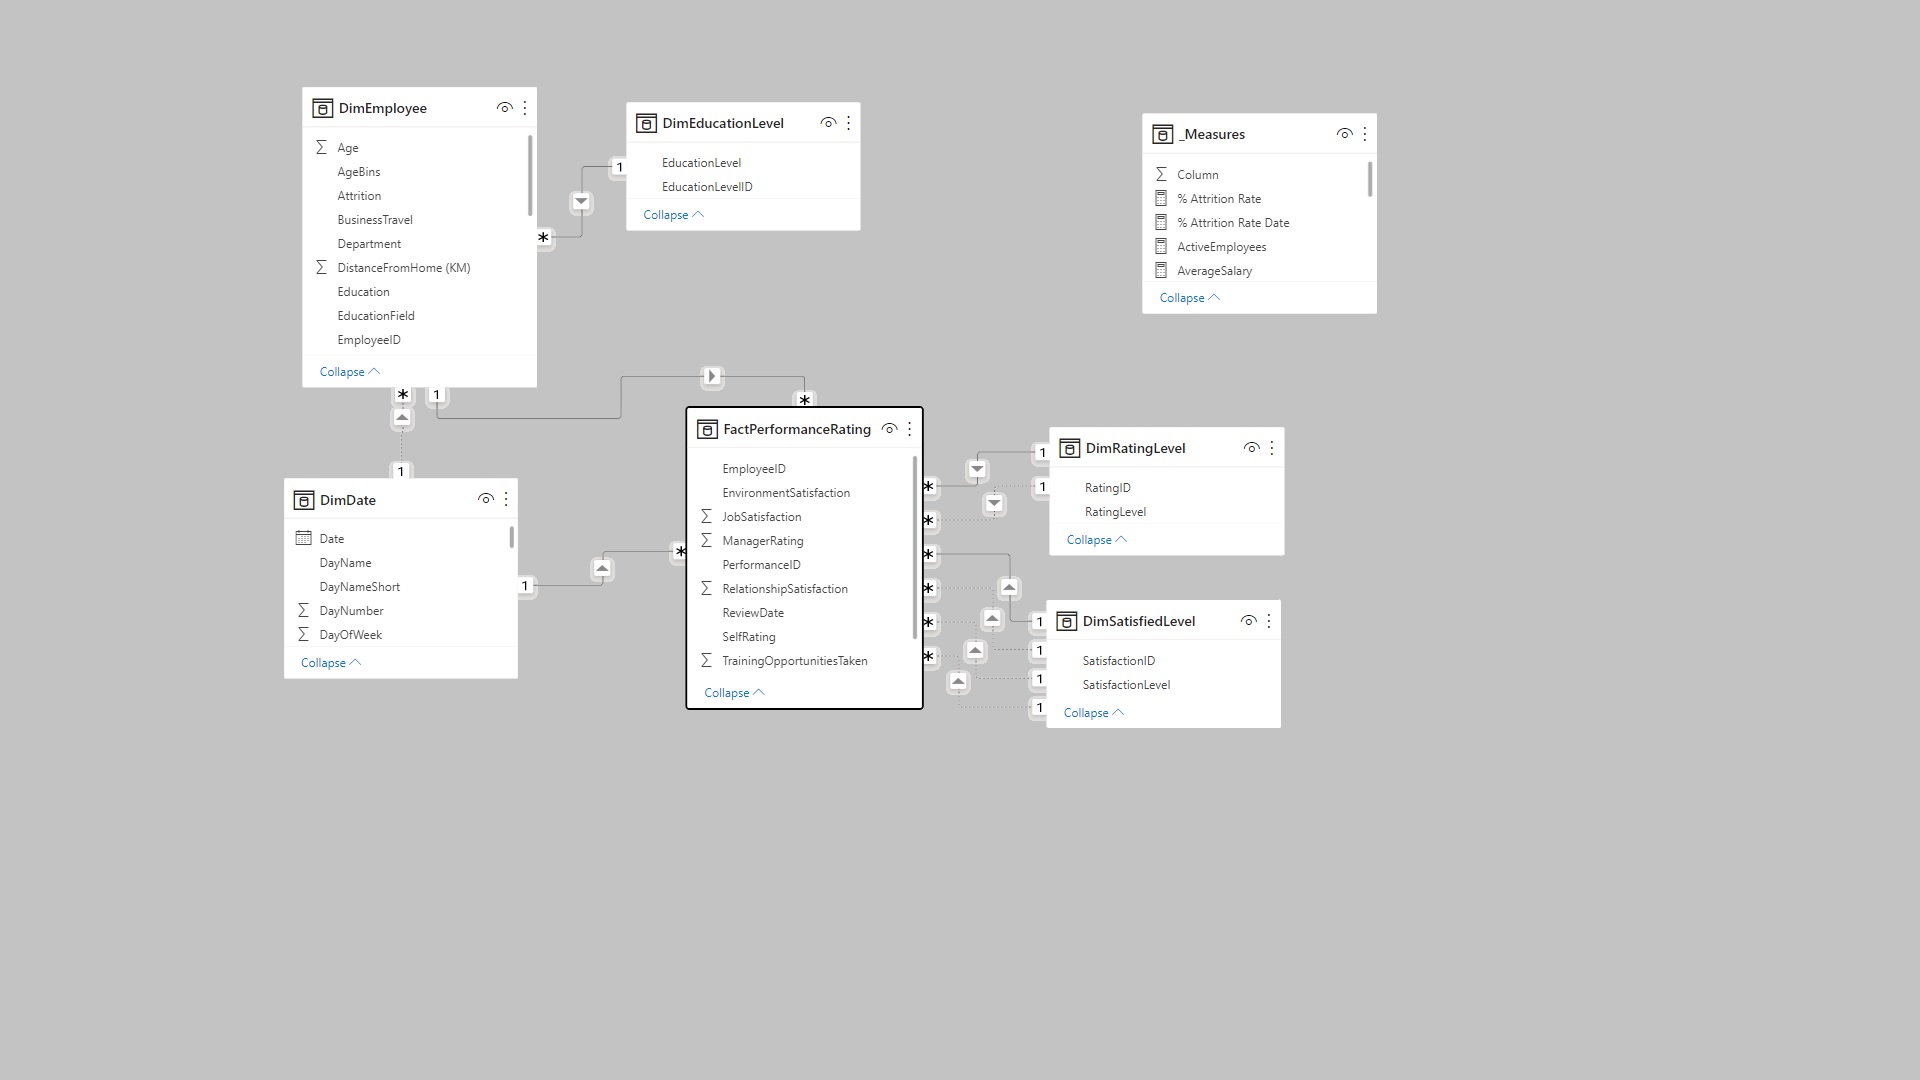 DimEmployee
Age
AgeBins
Attrition
BusinessTravel
Department
DistanceFromHome (KM)
Education
EducationField
EmployeeID
Collapse
* 1
1
DimEducationLevel
EducationLevel
EducationLevelID
Collapse
1
*
_Measures
Column
% Attrition Rate
% Attrition Rate Date
ActiveEmployees
AverageSalary
Collapse
DimDate
Date
DayName
DayNameShort
DayNumber
DayOfWeek
Collapse
1
*
*
FactPerformanceRating
EmployeeID
EnvironmentSatisfaction
JobSatisfaction
ManagerRating
PerformanceID
RelationshipSatisfaction
ReviewDate
SelfRating
TrainingOpportunitiesTaken
Collapse
*
*
*
*
*
*
1
1
DimRatingLevel
RatingID
RatingLevel
Collapse
1
1
1
1
DimSatisfiedLevel
SatisfactionID
SatisfactionLevel
Collapse